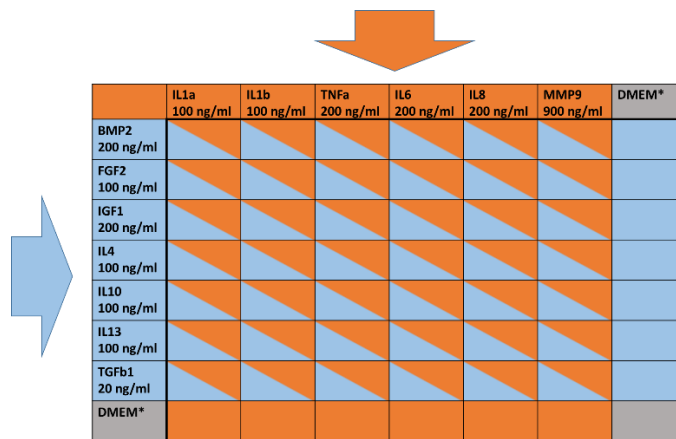 IL1a IL1b TNFa IL6 IL8 MMP9 DMEM*
100 ng/ml 100 ng/ml 200 ng/ml 200 ng/ml 200 ng/ml 900 ng/ml
BMP2
200 ng/ml
FGF2
100 ng/ml
IGF1
200 ng/ml
IL4
100 ng/ml
IL10
100 ng/ml
IL13
100 ng/ml
TGFb1
20 ng/ml
DMEM*